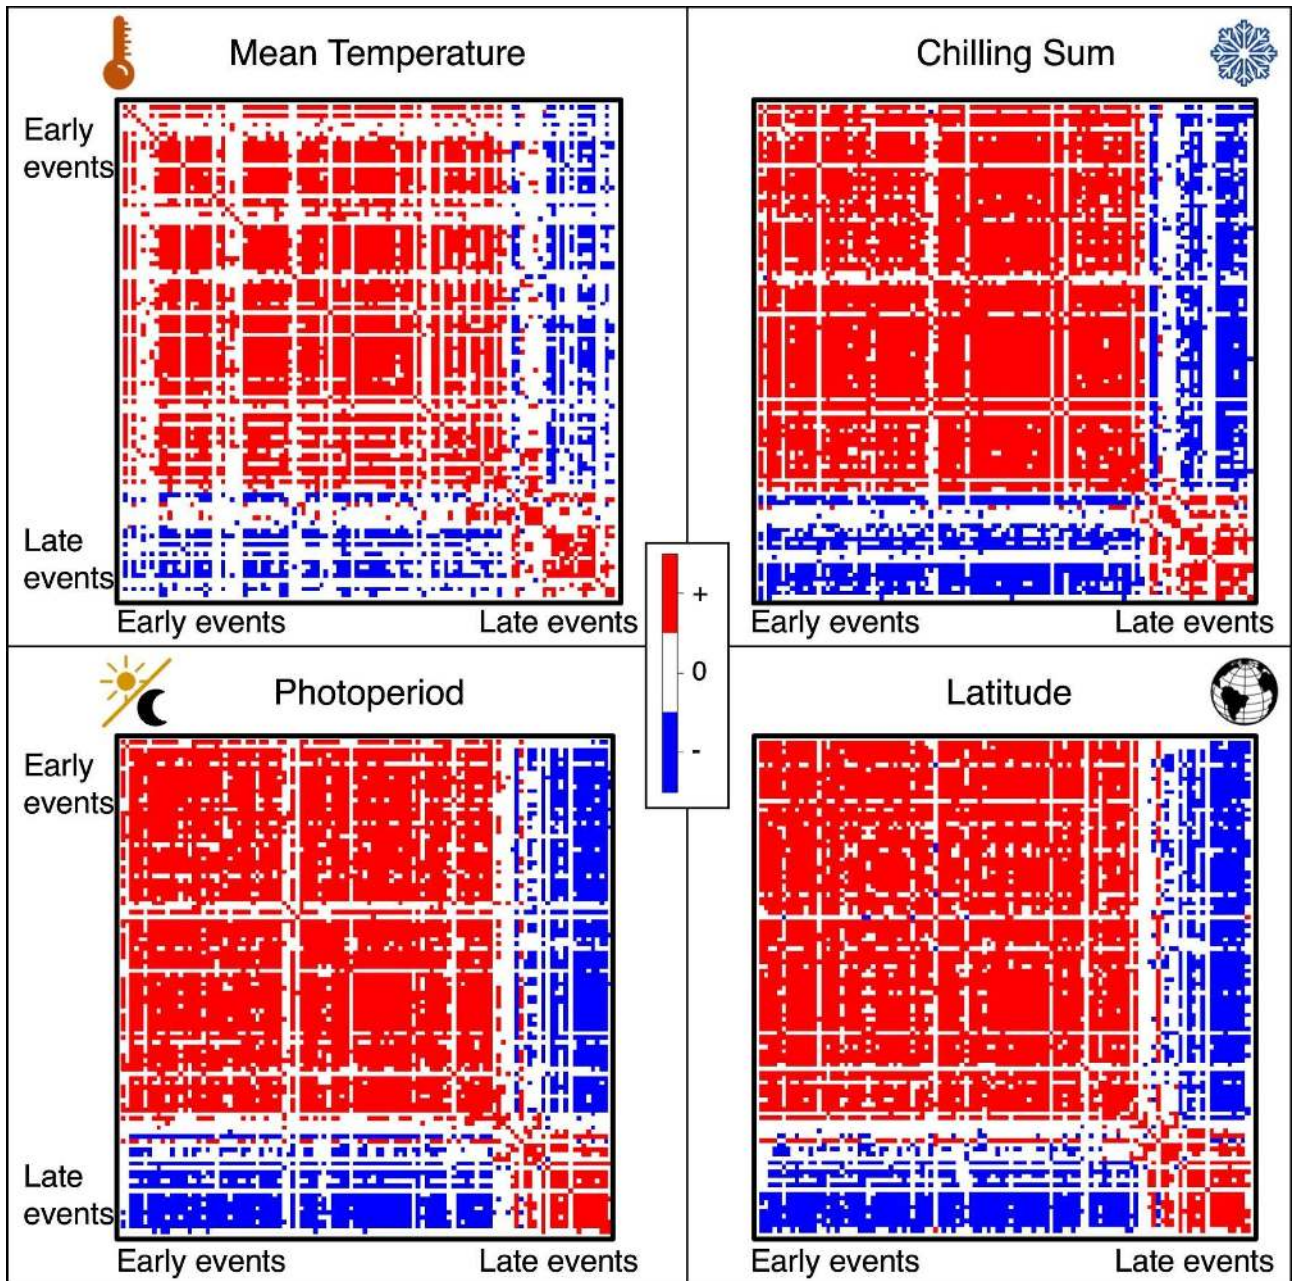 Mean Temperature
Chilling Sum
Early
events
Late
events
Early events
Late events
Early events
Late events
+
0
-
Photoperiod
Latitude
Early
events
Late
events
Early events
Late events
Early events
Late events